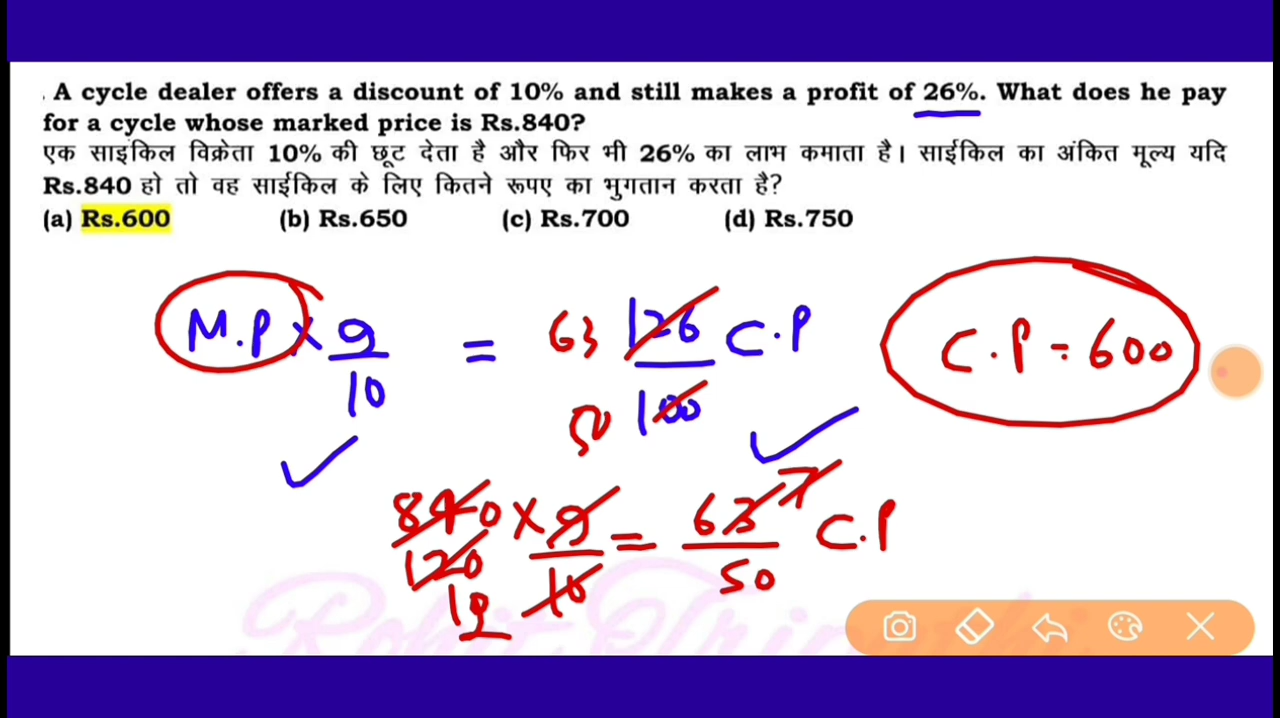 . A cycle dealer offers a discount of 10% and still makes a profit of 26%. What does he pay
for a cycle whose marked price is Rs.840?
एक साइकिल विक्रेता 10% की छूट देता है और फिर भी 26% का लाभ कमाता है। साईकिल का अंकित मूल्य यदि
Rs.840 हो तो वह साईकिल के लिए कितने रूपए का भुगतान करता है?
(a) Rs.600 (b) Rs.650 (c) Rs.700 (d) Rs.750
M.P x 9/10 = 63 126/100 50 C.P
C.P = 600
840 x 9/10 = 63/50 C.P
7
120
12